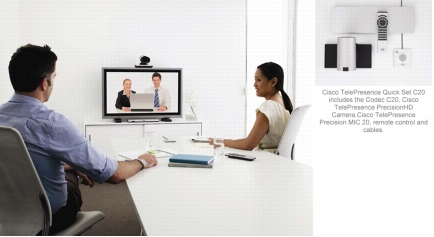 Cisco TelePresence Quick Set C20
includes the Codec C20, Cisco
TelePresence PrecisionHD
Camera,Cisco TelePresence
Precision MIC 20, remote control and
cables.